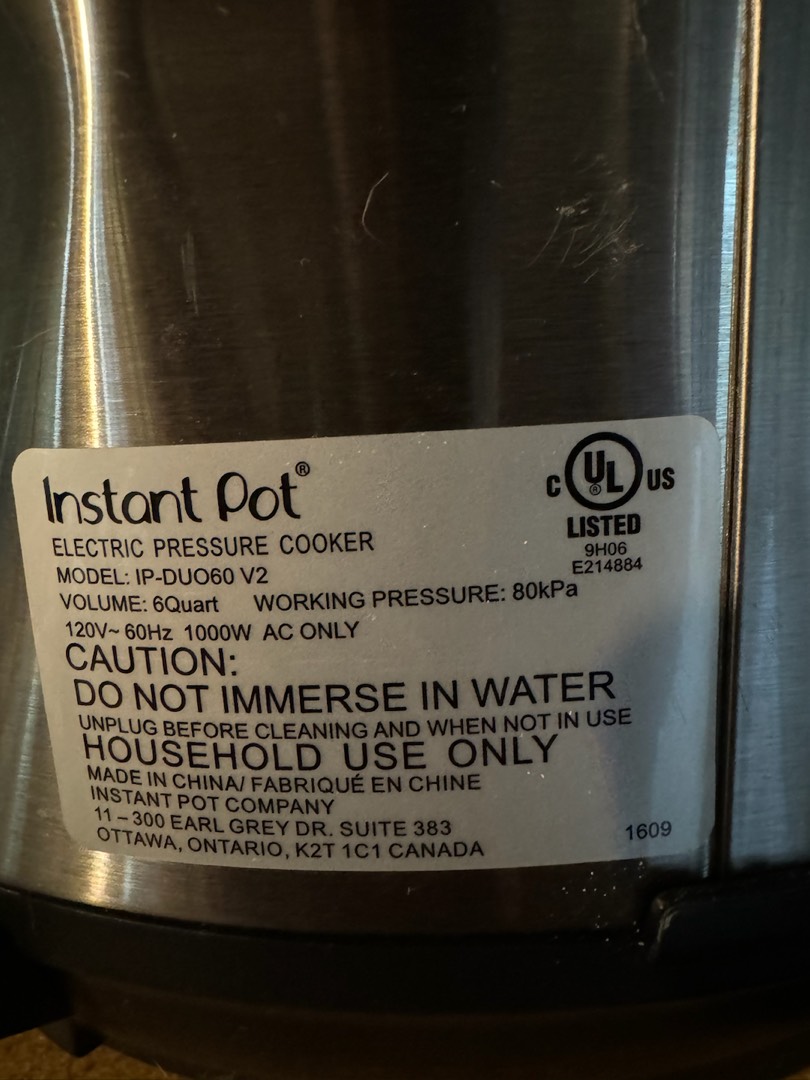 Instant Pot®
C UL® US
LISTED
9H06
E214884
ELECTRIC PRESSURE COOKER
MODEL: IP-DUO60 V2
VOLUME: 6Quart WORKING PRESSURE: 80kPa
120V~ 60Hz 1000W AC ONLY
CAUTION:
DO NOT IMMERSE IN WATER
UNPLUG BEFORE CLEANING AND WHEN NOT IN USE
HOUSEHOLD USE ONLY
MADE IN CHINA/ FABRIQUÉ EN CHINE
INSTANT POT COMPANY
11 – 300 EARL GREY DR. SUITE 383
OTTAWA, ONTARIO, K2T 1C1 CANADA
1609